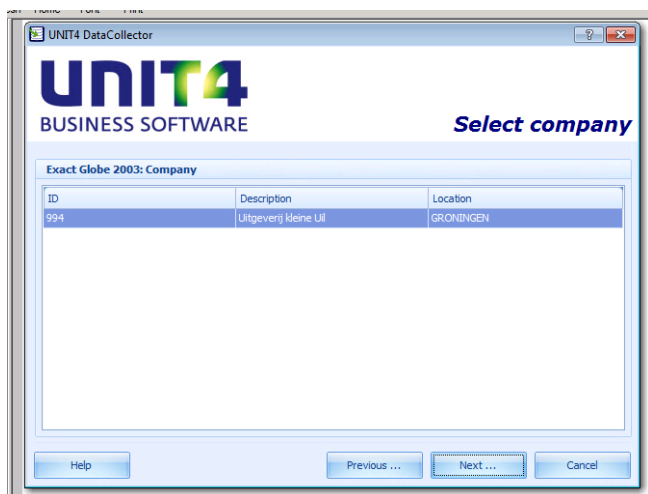 UNIT4 DataCollector
UNIT4
BUSINESS SOFTWARE
Select company
Exact Globe 2003: Company
ID Description Location
994 Uitgeverij kleine Uil GRONINGEN
Help Previous ... Next ... Cancel